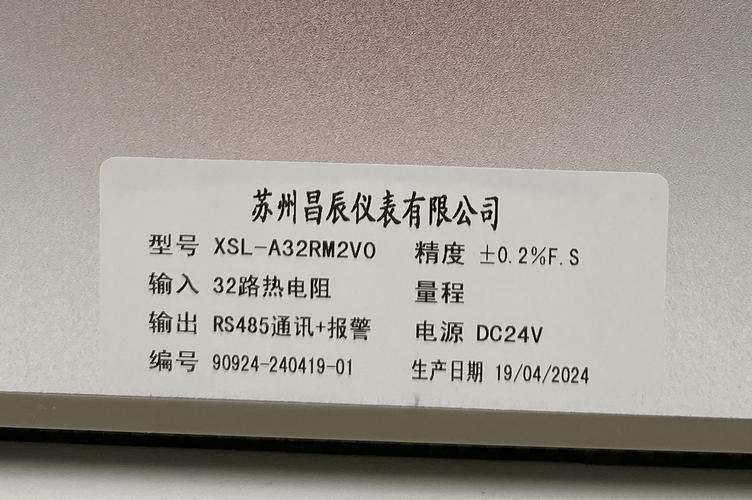 苏州昌辰仪表有限公司
型号 XSL-A32RM2V0 精度 ±0.2%F.S
输入 32路热电阻 量程
输出 RS485通讯+报警 电源 DC24V
编号 90924-240419-01 生产日期 19/04/2024